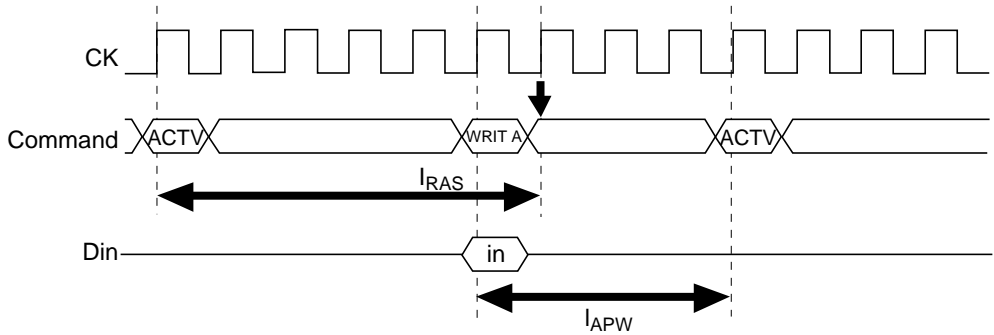 CK
Command ACTV WRIT A ACTV
lRAS
Din in
lAPW